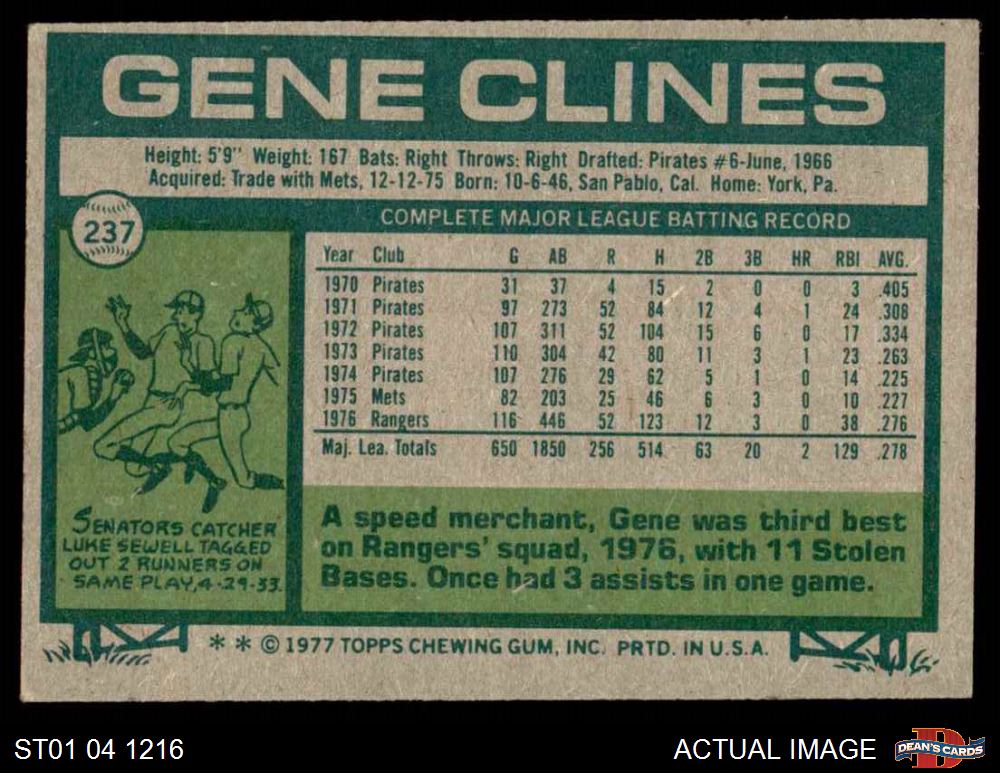 GENE CLINES
Height: 5'9" Weight: 167 Bats: Right Throws: Right Drafted: Pirates #6-June, 1966
Acquired: Trade with Mets, 12-12-75 Born: 10-6-46, San Pablo, Cal. Home: York, Pa.
237
COMPLETE MAJOR LEAGUE BATTING RECORD
Year Club G AB R H 2B 3B HR RBI AVG.
1970 Pirates 31 37 4 15 2 0 0 3 .405
1971 Pirates 97 273 52 84 12 4 1 24 .308
1972 Pirates 107 311 52 104 15 6 0 17 .334
1973 Pirates 110 304 42 80 11 3 1 23 .263
1974 Pirates 107 276 29 62 5 1 0 14 .225
1975 Mets 82 203 25 46 6 3 0 10 .227
1976 Rangers 116 446 52 123 12 3 0 38 .276
Maj. Lea. Totals 650 1850 256 514 63 20 2 129 .278
SENATORS CATCHER
LUKE SEWELL TAGGED
OUT 2 RUNNERS ON
SAME PLAY, 4-29-33.
A speed merchant, Gene was third best
on Rangers' squad, 1976, with 11 Stolen
Bases. Once had 3 assists in one game.
** © 1977 TOPPS CHEWING GUM, INC. PRTD. IN U.S.A.
ST01 04 1216
ACTUAL IMAGE
D
DEAN'S CARDS